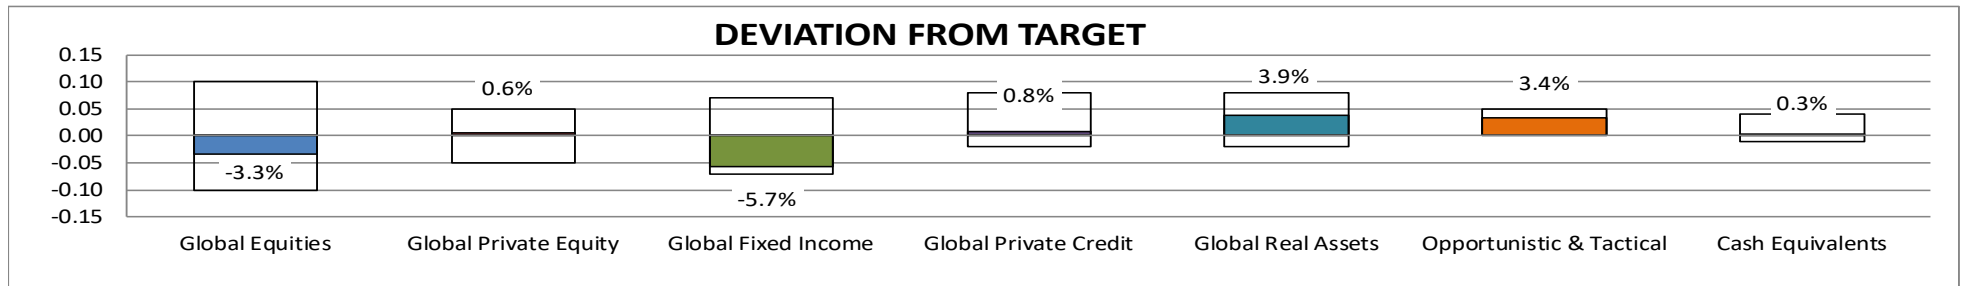 DEVIATION FROM TARGET
0.15
0.10
0.05
0.00
-0.05
-0.10
-0.15
-3.3%
0.6%
-5.7%
0.8%
3.9%
3.4%
0.3%
Global Equities
Global Private Equity
Global Fixed Income
Global Private Credit
Global Real Assets
Opportunistic & Tactical
Cash Equivalents